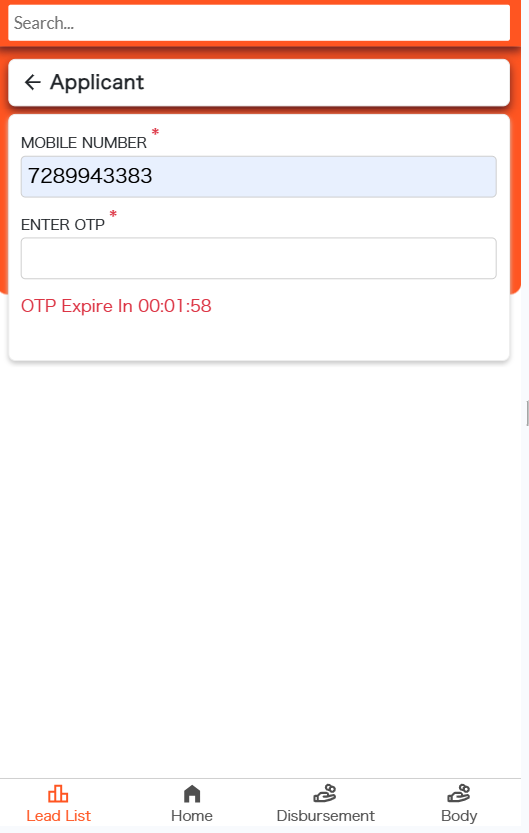 Search...
Applicant
MOBILE NUMBER *
7289943383
ENTER OTP *
OTP Expire In 00:01:58
Lead List Home Disbursement Body